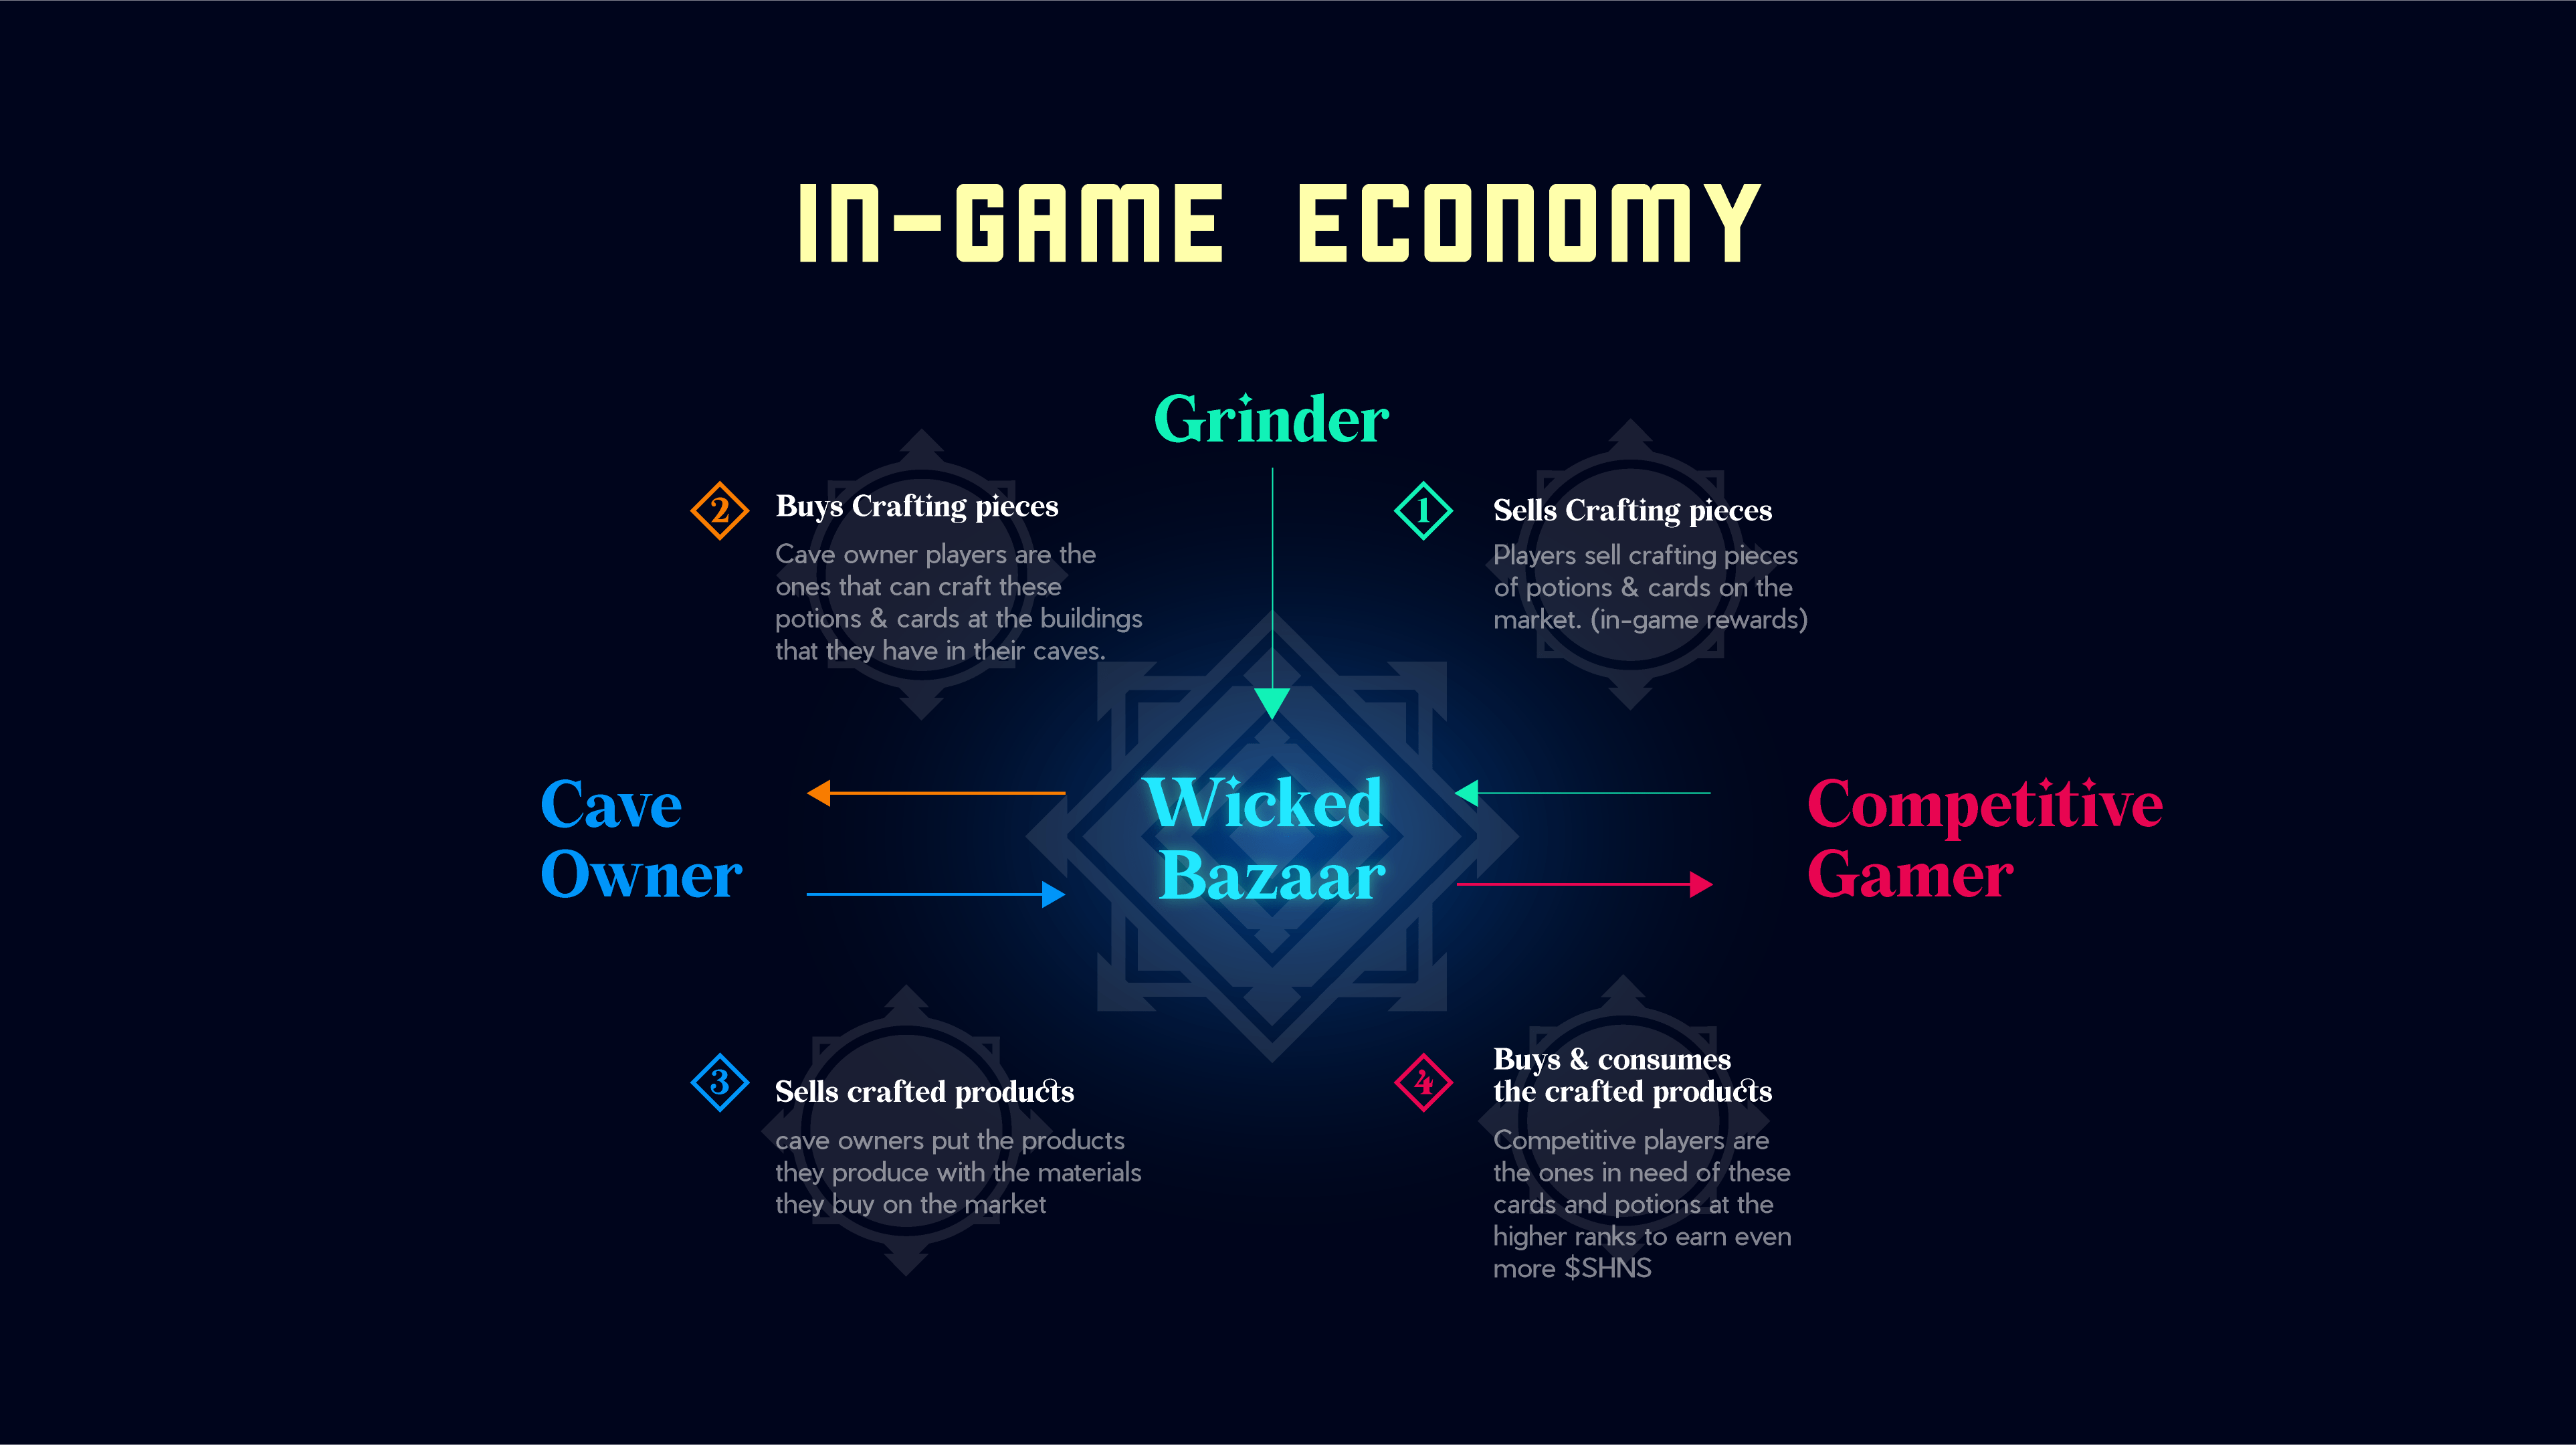 IN-GAME ECONOMY
Grinder
2
Buys Crafting pieces
Cave owner players are the
ones that can craft these
potions & cards at the buildings
that they have in their caves.
1
Sells Crafting pieces
Players sell crafting pieces
of potions & cards on the
market. (in-game rewards)
Cave
Owner
Wicked
Bazaar
Competitive
Gamer
3
Sells crafted products
cave owners put the products
they produce with the materials
they buy on the market
4
Buys & consumes
the crafted products
Competitive players are
the ones in need of these
cards and potions at the
higher ranks to earn even
more $SHNS